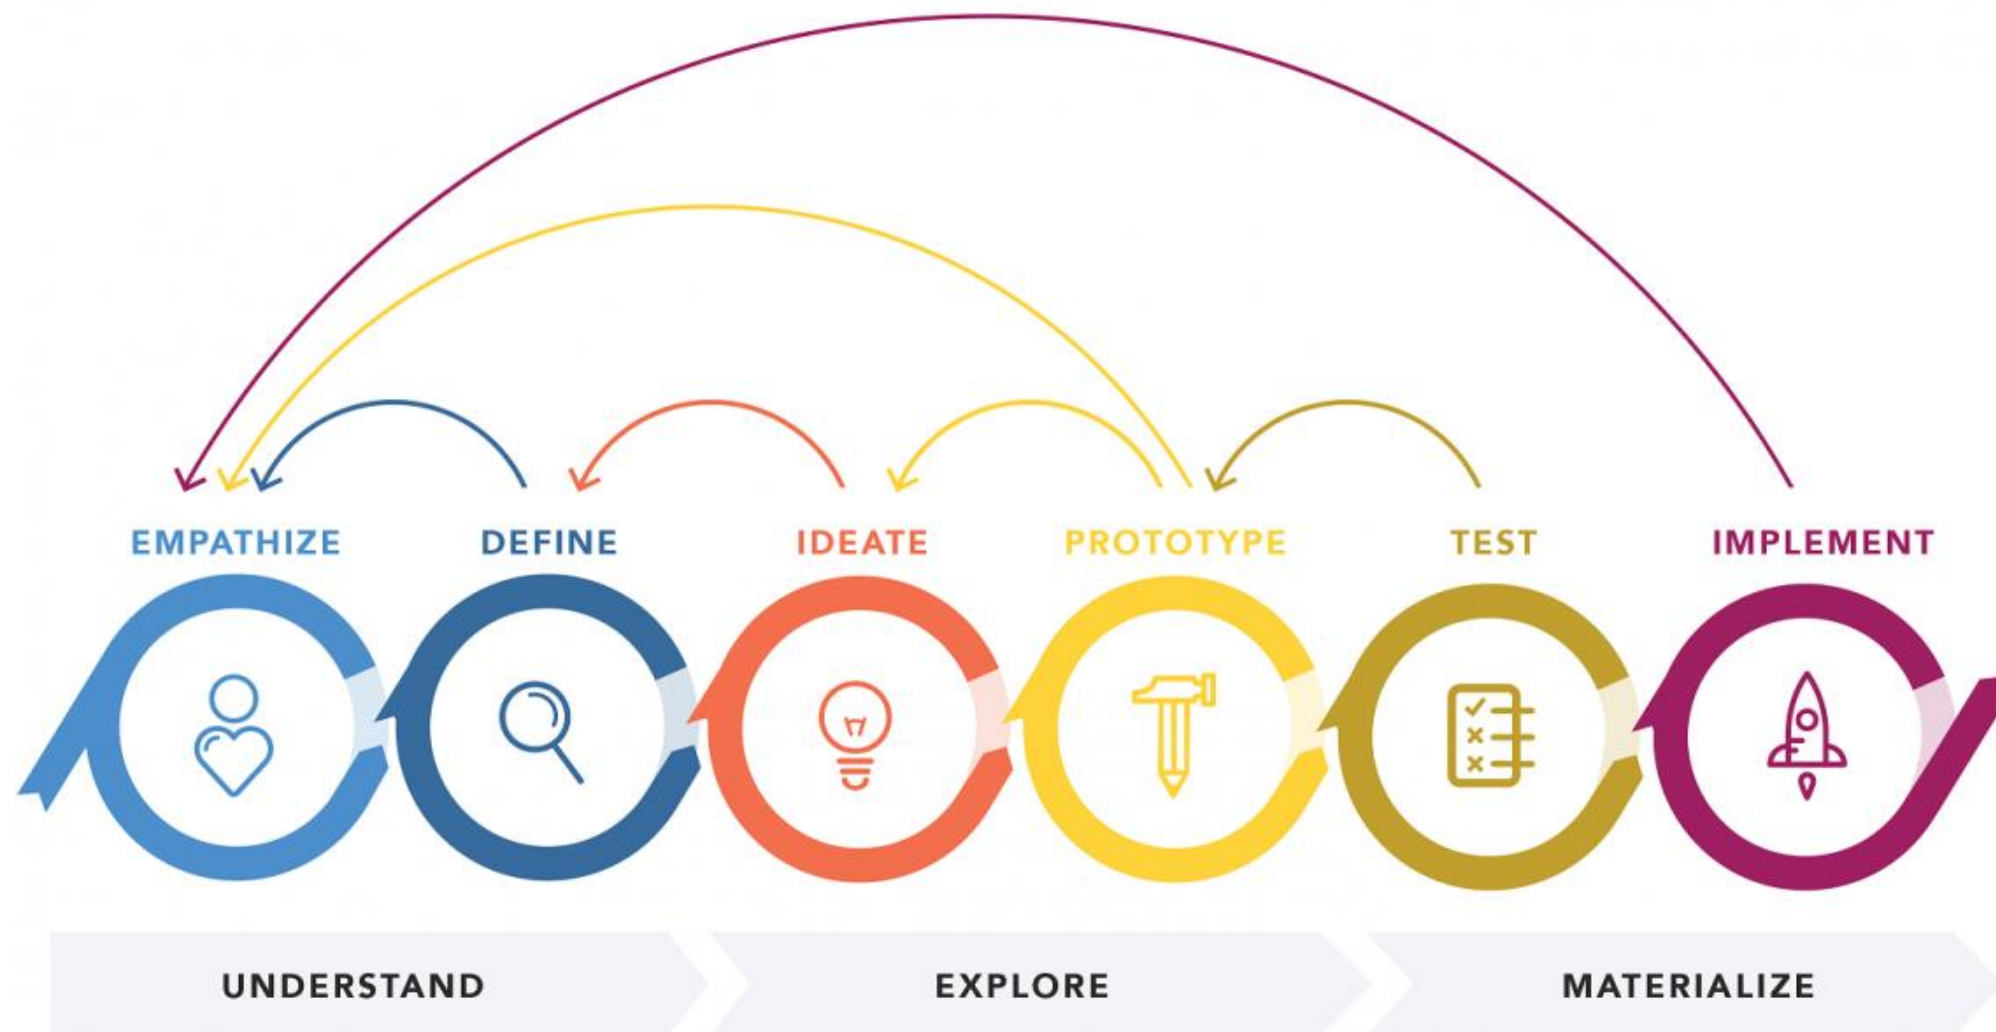 EMPATHIZE
DEFINE
IDEATE
PROTOTYPE
TEST
IMPLEMENT
UNDERSTAND
EXPLORE
MATERIALIZE